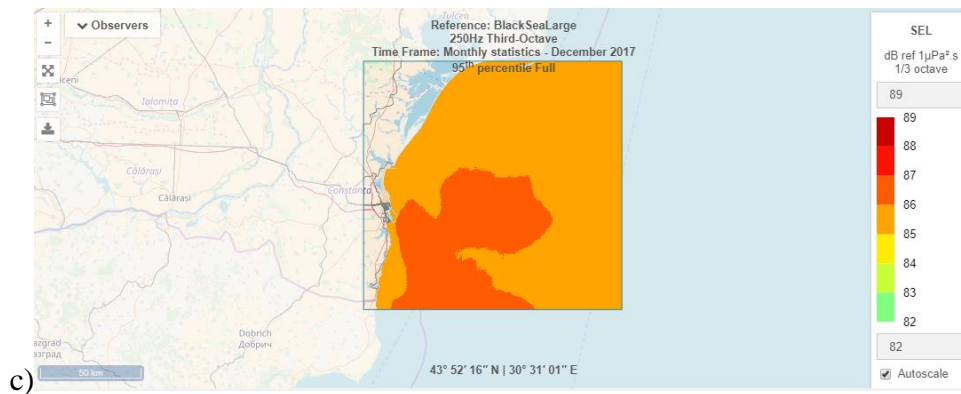 +
−
Observers
Tulcea
Reference: BlackSeaLarge
250Hz Third-Octave
Time Frame: Monthly statistics - December 2017
95th percentile Full
Ialomița
Călărași
Călărași
Constanța
Dobrich
Добрич
50 km
43° 52′ 16″ N | 30° 31′ 01″ E
SEL
dB ref 1µPa².s
1/3 octave
89
89
88
87
86
85
84
83
82
82
Autoscale
c)